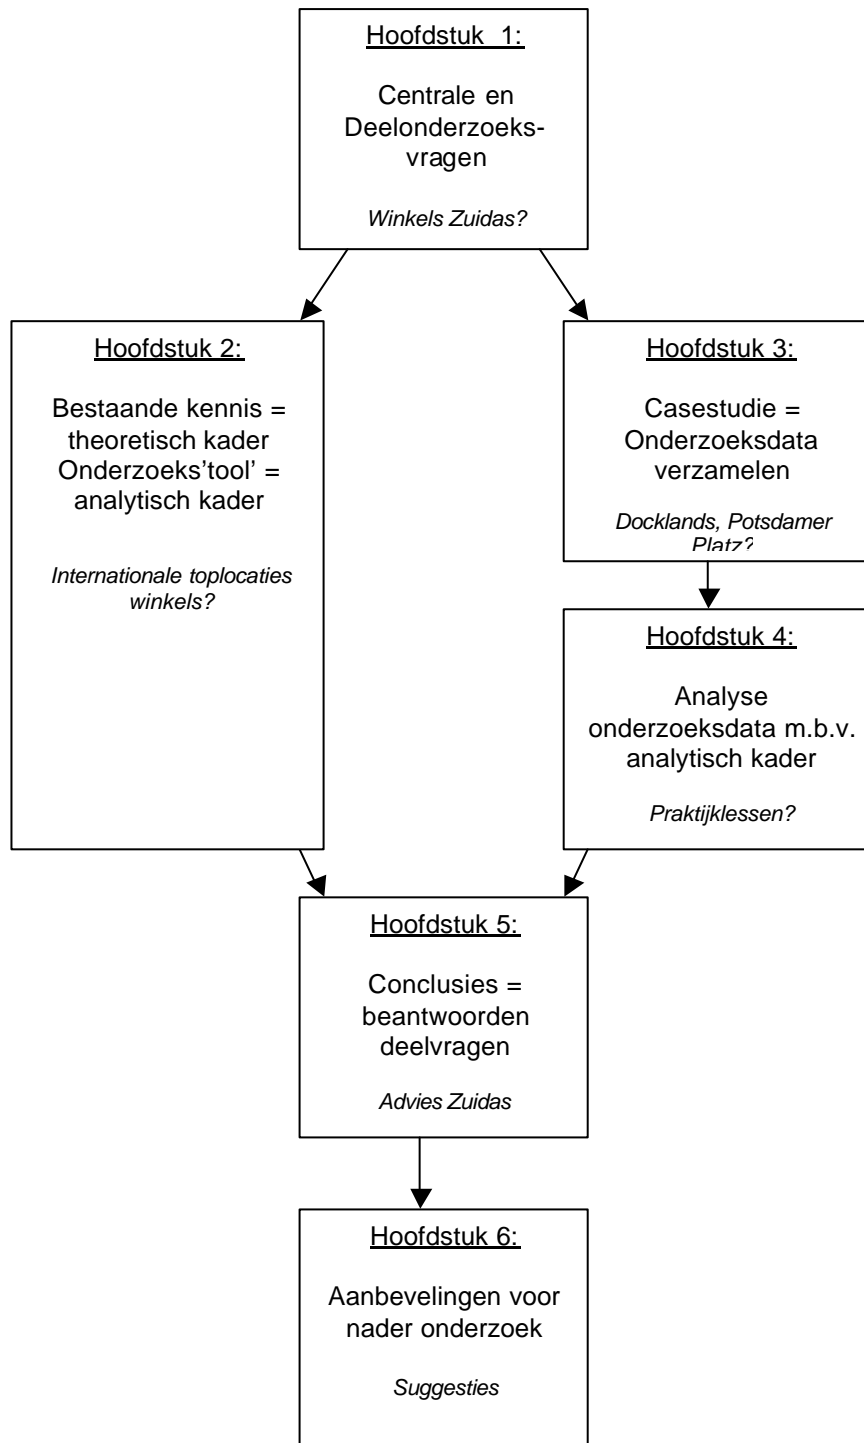 Hoofdstuk 1:
Centrale en
Deelonderzoeks-
vragen
Winkels Zuidas?
Hoofdstuk 2:
Bestaande kennis =
theoretisch kader
Onderzoeks’tool’ =
analytisch kader
Internationale toplocaties
winkels?
Hoofdstuk 3:
Casestudie =
Onderzoeksdata
verzamelen
Docklands, Potsdamer
Platz?
Hoofdstuk 4:
Analyse
onderzoeksdata m.b.v.
analytisch kader
Praktijklessen?
Hoofdstuk 5:
Conclusies =
beantwoorden
deelvragen
Advies Zuidas
Hoofdstuk 6:
Aanbevelingen voor
nader onderzoek
Suggesties